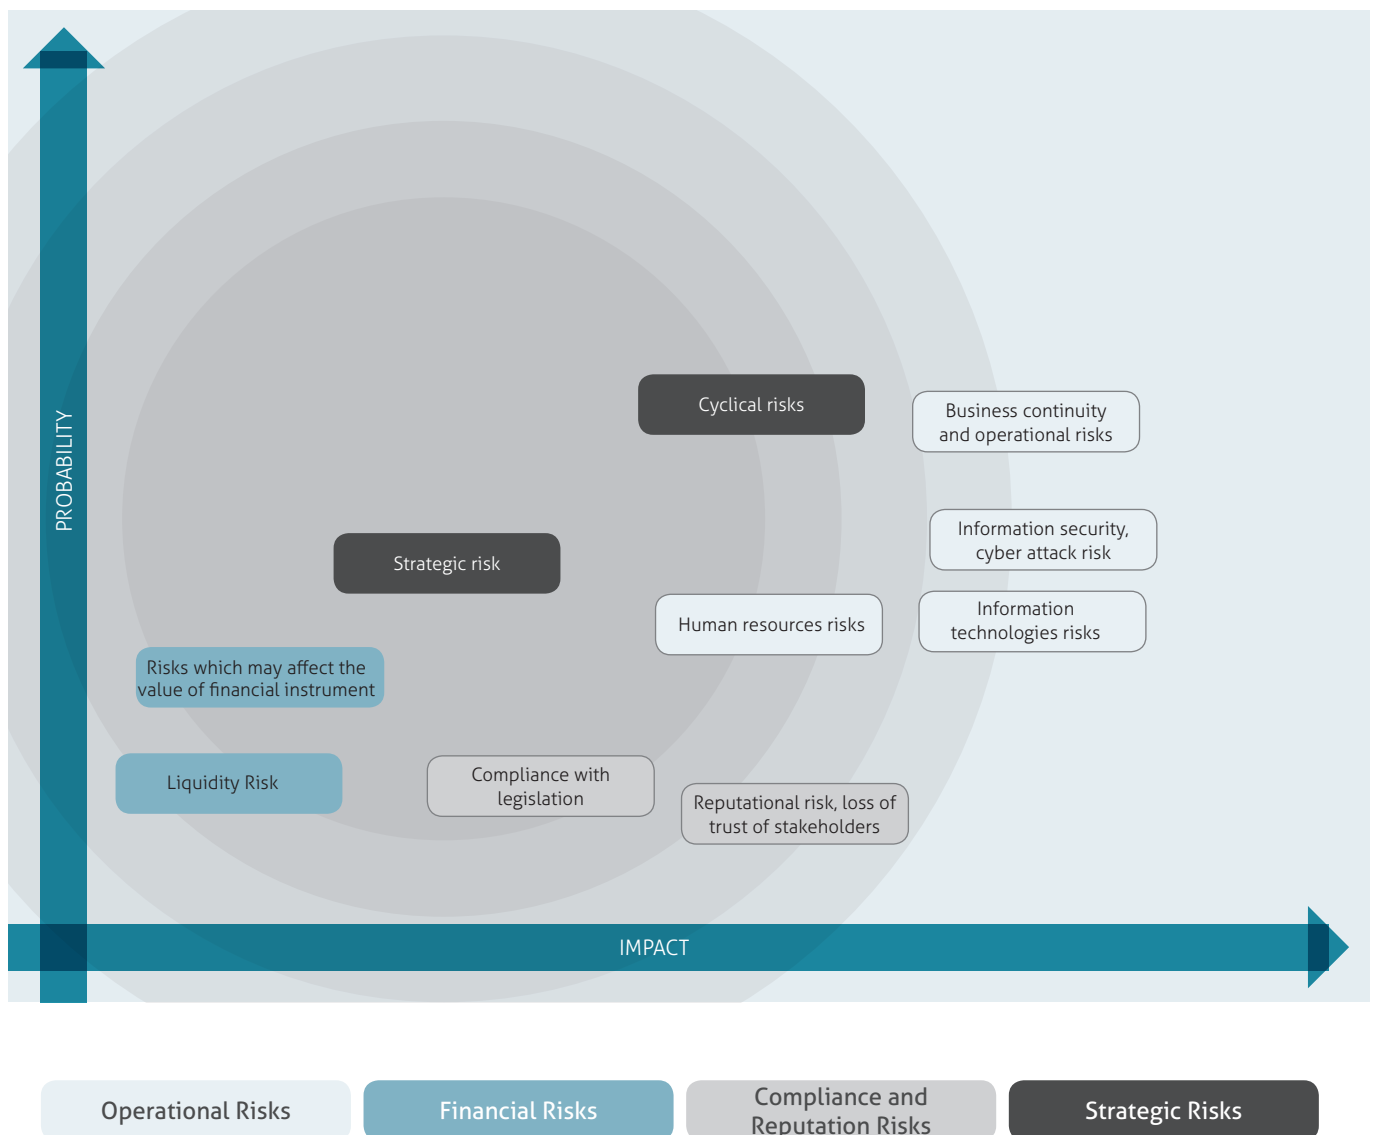 PROBABILITY
Cyclical risks
Business continuity
and operational risks
Information security,
cyber attack risk
Strategic risk
Information
technologies risks
Human resources risks
Risks which may affect the
value of financial instrument
Liquidity Risk
Compliance with
legislation
Reputational risk, loss of
trust of stakeholders
IMPACT
Operational Risks
Financial Risks
Compliance and
Reputation Risks
Strategic Risks